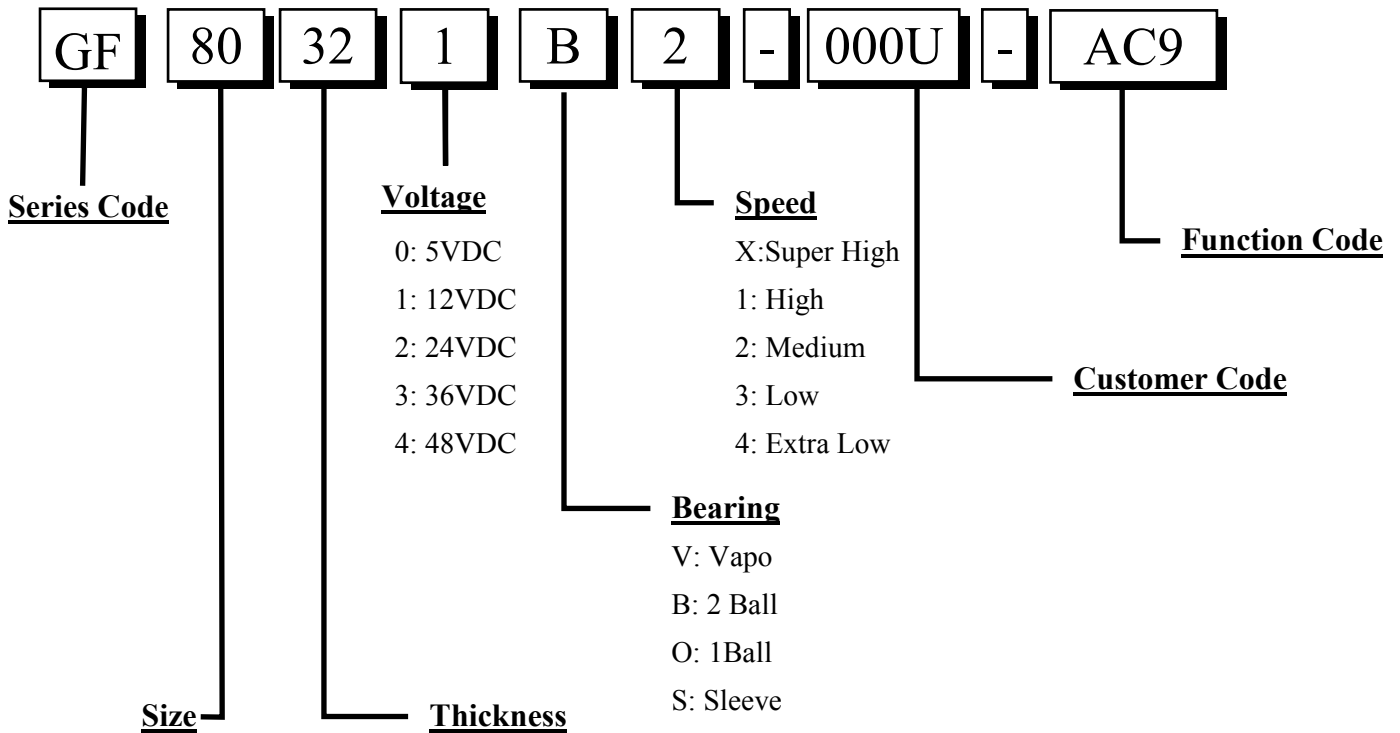 GF 80 32 1 B 2 - 000U - AC9
Series Code
Voltage
0: 5VDC
1: 12VDC
2: 24VDC
3: 36VDC
4: 48VDC
Speed
X:Super High
1: High
2: Medium
3: Low
4: Extra Low
Function Code
Customer Code
Bearing
V: Vapo
B: 2 Ball
O: 1Ball
S: Sleeve
Size
Thickness